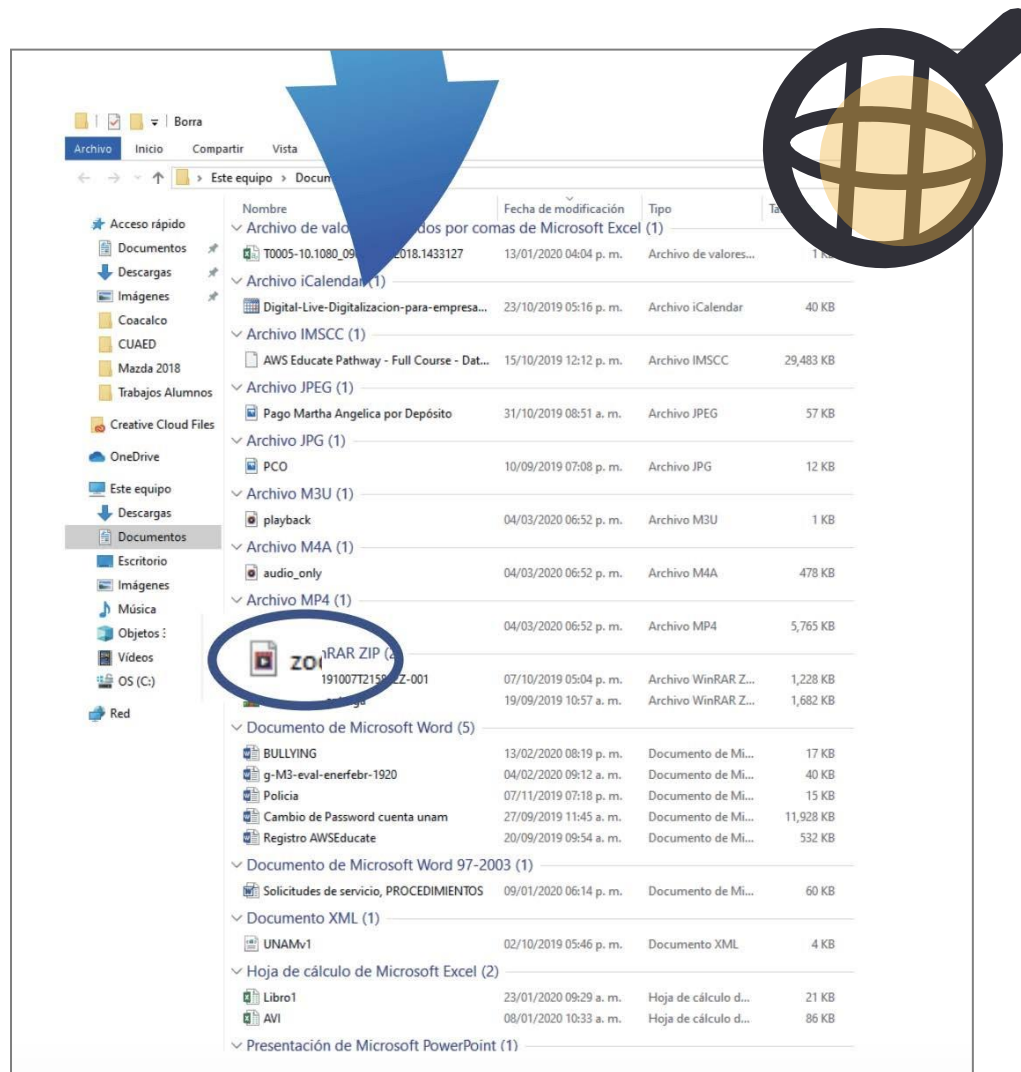 Borra
Archivo Inicio Compartir Vista
Este equipo > Docum
Nombre Fecha de modificación Tipo
Acceso rápido
Documentos
Descargas
Imágenes
Coacalco
CUAED
Mazda 2018
Trabajos Alumnos
Creative Cloud Files
OneDrive
Este equipo
Descargas
Documentos
Escritorio
Imágenes
Música
Objetos
Vídeos
OS (C:)
Red
Archivo de valo dos por comas de Microsoft Excel (1)
T0005-10.1080_09 2018.1433127 13/01/2020 04:04 p. m. Archivo de valores... 1 KB
Archivo iCalendar (1)
Digital-Live-Digitalizacion-para-empresa... 23/10/2019 05:16 p. m. Archivo iCalendar 40 KB
Archivo IMSCC (1)
AWS Educate Pathway - Full Course - Dat... 15/10/2019 12:12 p. m. Archivo IMSCC 29,483 KB
Archivo JPEG (1)
Pago Martha Angelica por Depósito 31/10/2019 08:51 a. m. Archivo JPEG 57 KB
Archivo JPG (1)
PCO 10/09/2019 07:08 p. m. Archivo JPG 12 KB
Archivo M3U (1)
playback 04/03/2020 06:52 p. m. Archivo M3U 1 KB
Archivo M4A (1)
audio_only 04/03/2020 06:52 p. m. Archivo M4A 478 KB
Archivo MP4 (1)
04/03/2020 06:52 p. m. Archivo MP4 5,765 KB
RAR ZIP (2
07/10/2019 05:04 p. m. Archivo WinRAR Z... 1,228 KB
19/09/2019 10:57 a. m. Archivo WinRAR Z... 1,682 KB
Documento de Microsoft Word (5)
BULLYING 13/02/2020 08:19 p. m. Documento de Mi... 17 KB
g-M3-eval-enerfebr-1920 04/02/2020 09:12 a. m. Documento de Mi... 40 KB
Policia 07/11/2019 07:18 p. m. Documento de Mi... 15 KB
Cambio de Password cuenta unam 27/09/2019 11:45 a. m. Documento de Mi... 11,928 KB
Registro AWSEducate 20/09/2019 09:54 a. m. Documento de Mi... 532 KB
Documento de Microsoft Word 97-2003 (1)
Solicitudes de servicio, PROCEDIMIENTOS 09/01/2020 06:14 p. m. Documento de Mi... 60 KB
Documento XML (1)
UNAMv1 02/10/2019 05:46 p. m. Documento XML 4 KB
Hoja de cálculo de Microsoft Excel (2)
Libro1 23/01/2020 09:29 a. m. Hoja de cálculo d... 21 KB
AVI 08/01/2020 10:33 a. m. Hoja de cálculo d... 86 KB
Presentación de Microsoft PowerPoint (1)